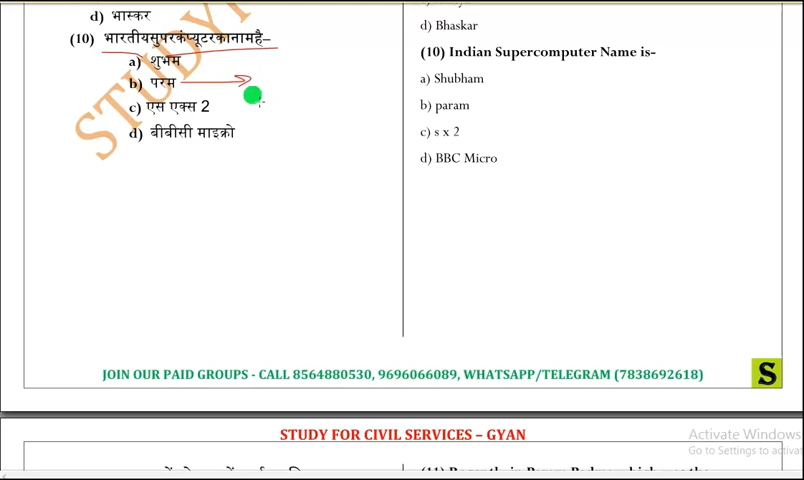 d) भास्कर
(10) भारतीयसुपरकंप्यूटरकानामहै–
a) शुभम
b) परम
c) एस एक्स 2
d) बीबीसी माइक्रो
d) Bhaskar
(10) Indian Supercomputer Name is-
a) Shubham
b) param
c) s x 2
d) BBC Micro
JOIN OUR PAID GROUPS - CALL 8564880530, 9696066089, WHATSAPP/TELEGRAM (7838692618)
S
STUDY FOR CIVIL SERVICES – GYAN
Activate Windows
Go to Settings to activat